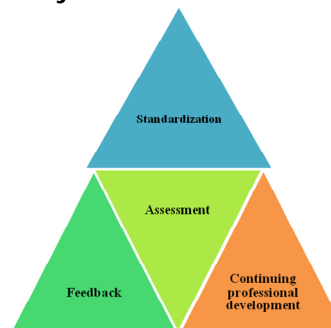 Standardization
Assessment
Feedback
Continuing
professional
development